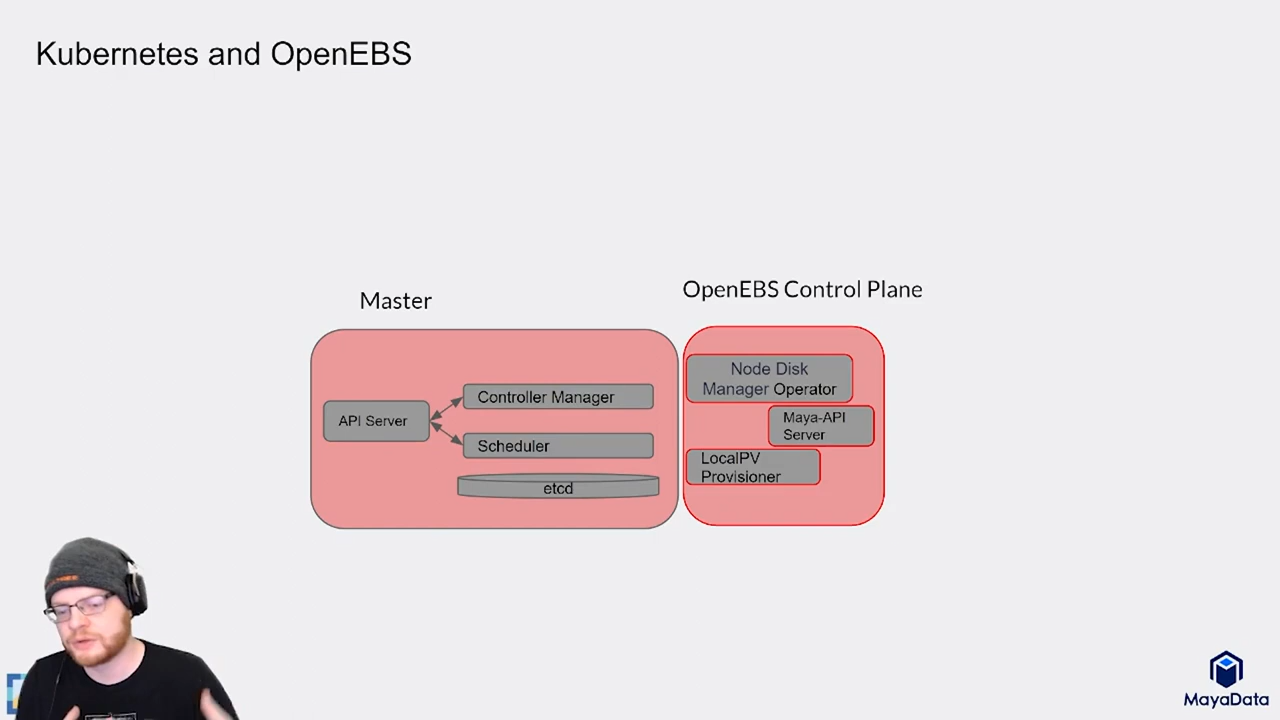 Kubernetes and OpenEBS
Master
OpenEBS Control Plane
API Server
Controller Manager
Scheduler
etcd
Node Disk
Manager Operator
Maya-API
Server
LocalPV
Provisioner
MayaData